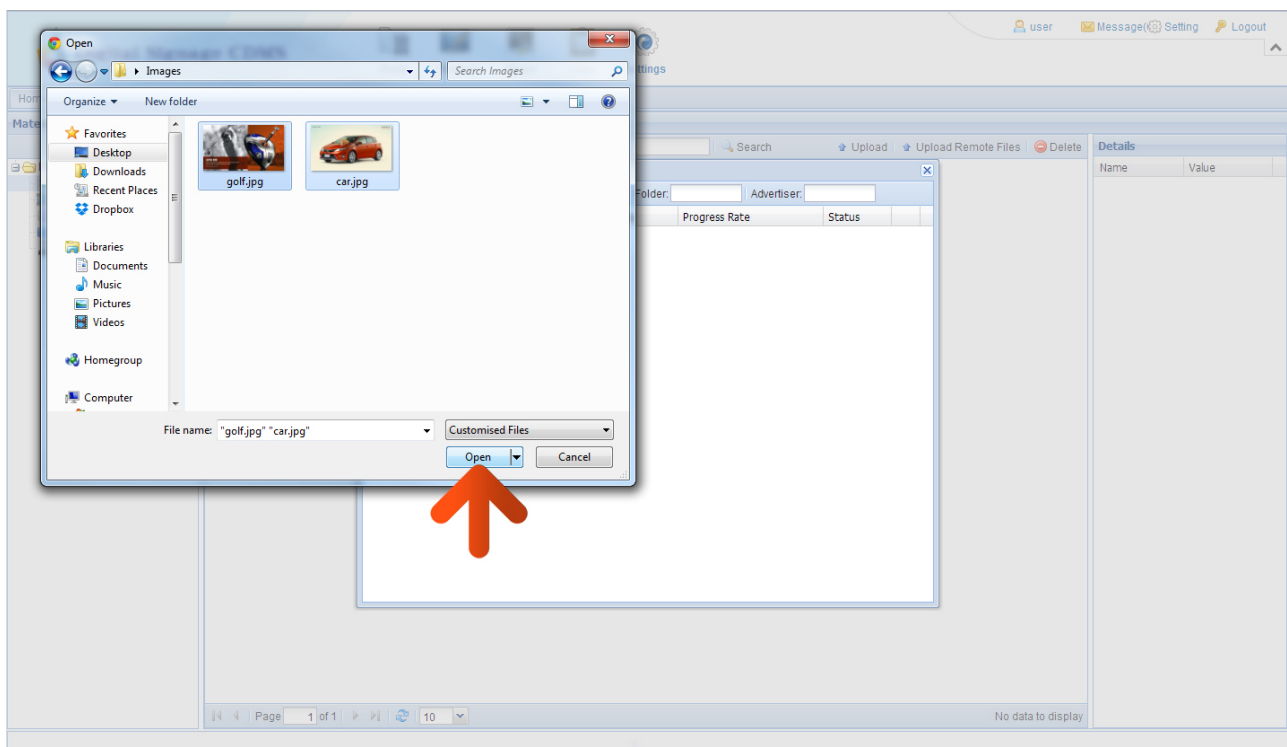 user Message( Setting Logout
Open
Images Search Images
ttings
Organize New folder
Hom
Mate
Favorites
Desktop
Downloads
Recent Places
Dropbox
golf.jpg car.jpg
Libraries
Documents
Music
Pictures
Videos
Homegroup
Computer
File name: "golf.jpg" "car.jpg" Customised Files
Open Cancel
Search Upload Upload Remote Files Delete
Folder: Advertiser:
Progress Rate Status
Details
Name Value
Page 1 of 1 10 No data to display